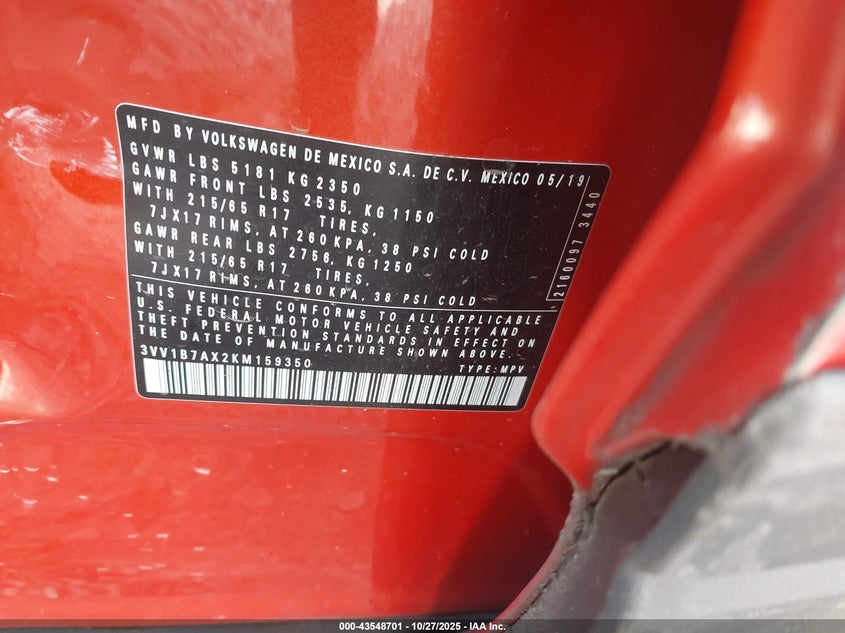 MFD BY VOLKSWAGEN DE MEXICO S.A. DE C.V. MEXICO 05/19
GVWR LBS 5181 KG 2350
GAWR FRONT LBS 2535, KG 1150
WITH 215/65 R17 TIRES,
7JX17 RIMS, AT 260 KPA, 38 PSI COLD
GAWR REAR LBS 2756, KG 1250
WITH 215/65 R17 TIRES,
7JX17 RIMS, AT 260 KPA, 38 PSI COLD
2160097 3440
THIS VEHICLE CONFORMS TO ALL APPLICABLE
U.S. FEDERAL MOTOR VEHICLE SAFETY AND
THEFT PREVENTION STANDARDS IN EFFECT ON
THE DATE OF MANUFACTURE SHOWN ABOVE.
3VV1B7AX2KM159350
TYPE: MPV
000-43548701 - 10/27/2025 - IAA Inc.